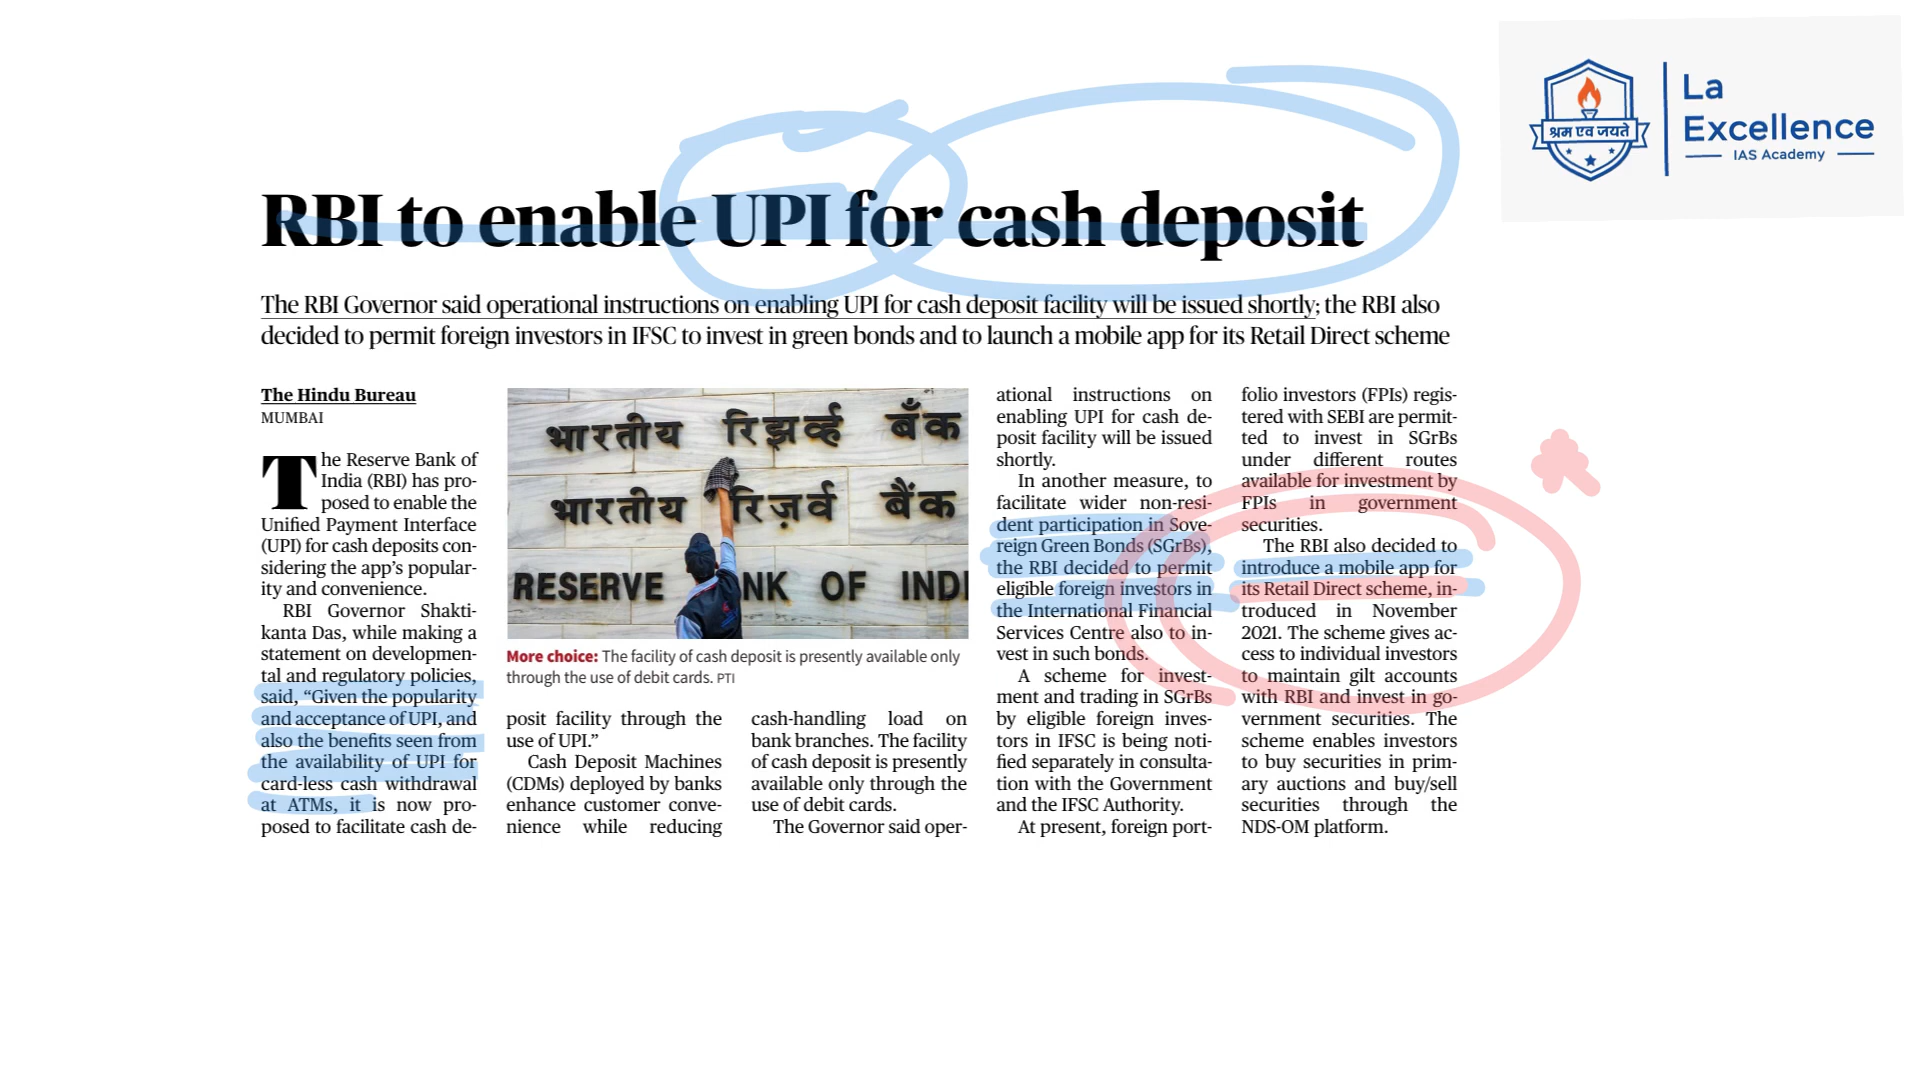 La
Excellence
IAS Academy
श्रम एव जयते
RBI to enable UPI for cash deposit
The RBI Governor said operational instructions on enabling UPI for cash deposit facility will be issued shortly; the RBI also
decided to permit foreign investors in IFSC to invest in green bonds and to launch a mobile app for its Retail Direct scheme
The Hindu Bureau
MUMBAI
The Reserve Bank of
India (RBI) has pro-
posed to enable the
Unified Payment Interface
(UPI) for cash deposits con-
sidering the app's popular-
ity and convenience.
RBI Governor Shakti-
kanta Das, while making a
statement on developmen-
tal and regulatory policies,
said, “Given the popularity
and acceptance of UPI, and
also the benefits seen from
the availability of UPI for
card-less cash withdrawal
at ATMs, it is now pro-
posed to facilitate cash de-
भारतीय रिझर्व्ह बँक
भारतीय रिज़र्व बैंक
RESERVE BANK OF INDI
More choice: The facility of cash deposit is presently available only
through the use of debit cards. PTI
posit facility through the
use of UPI.”
Cash Deposit Machines
(CDMs) deployed by banks
enhance customer conve-
nience while reducing
cash-handling load on
bank branches. The facility
of cash deposit is presently
available only through the
use of debit cards.
The Governor said oper-
ational instructions on
enabling UPI for cash de-
posit facility will be issued
shortly.
In another measure, to
facilitate wider non-resi-
dent participation in Sove-
reign Green Bonds (SGrBs),
the RBI decided to permit
eligible foreign investors in
the International Financial
Services Centre also to in-
vest in such bonds.
A scheme for invest-
ment and trading in SGrBs
by eligible foreign inves-
tors in IFSC is being noti-
fied separately in consulta-
tion with the Government
and the IFSC Authority.
At present, foreign port-
folio investors (FPIs) regis-
tered with SEBI are permit-
ted to invest in SGrBs
under different routes
available for investment by
FPIs in government
securities.
The RBI also decided to
introduce a mobile app for
its Retail Direct scheme, in-
troduced in November
2021. The scheme gives ac-
cess to individual investors
to maintain gilt accounts
with RBI and invest in go-
vernment securities. The
scheme enables investors
to buy securities in prim-
ary auctions and buy/sell
securities through the
NDS-OM platform.